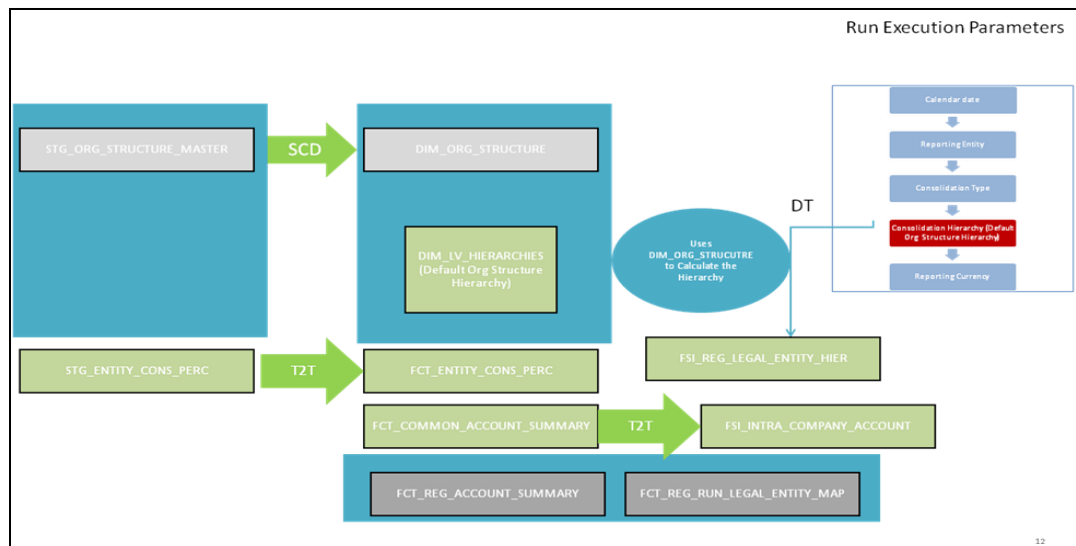 Run Execution Parameters
Calendar date
Reporting Entity
Consolidation Type
Consolidation Hierarchy (Default
Org Structure Hierarchy)
Reporting Currency
STG_ORG_STRUCTURE_MASTER
SCD
DIM_ORG_STRUCTURE
DT
DIM_LV_HIERARCHIES
(Default Org Structure
Hierarchy)
Uses
DIM_ORG_STRUCUTRE
to Calculate the
Hierarchy
STG_ENTITY_CONS_PERC
T2T
FCT_ENTITY_CONS_PERC
FSI_REG_LEGAL_ENTITY_HIER
FCT_COMMON_ACCOUNT_SUMMARY
T2T
FSI_INTRA_COMPANY_ACCOUNT
FCT_REG_ACCOUNT_SUMMARY
FCT_REG_RUN_LEGAL_ENTITY_MAP
12